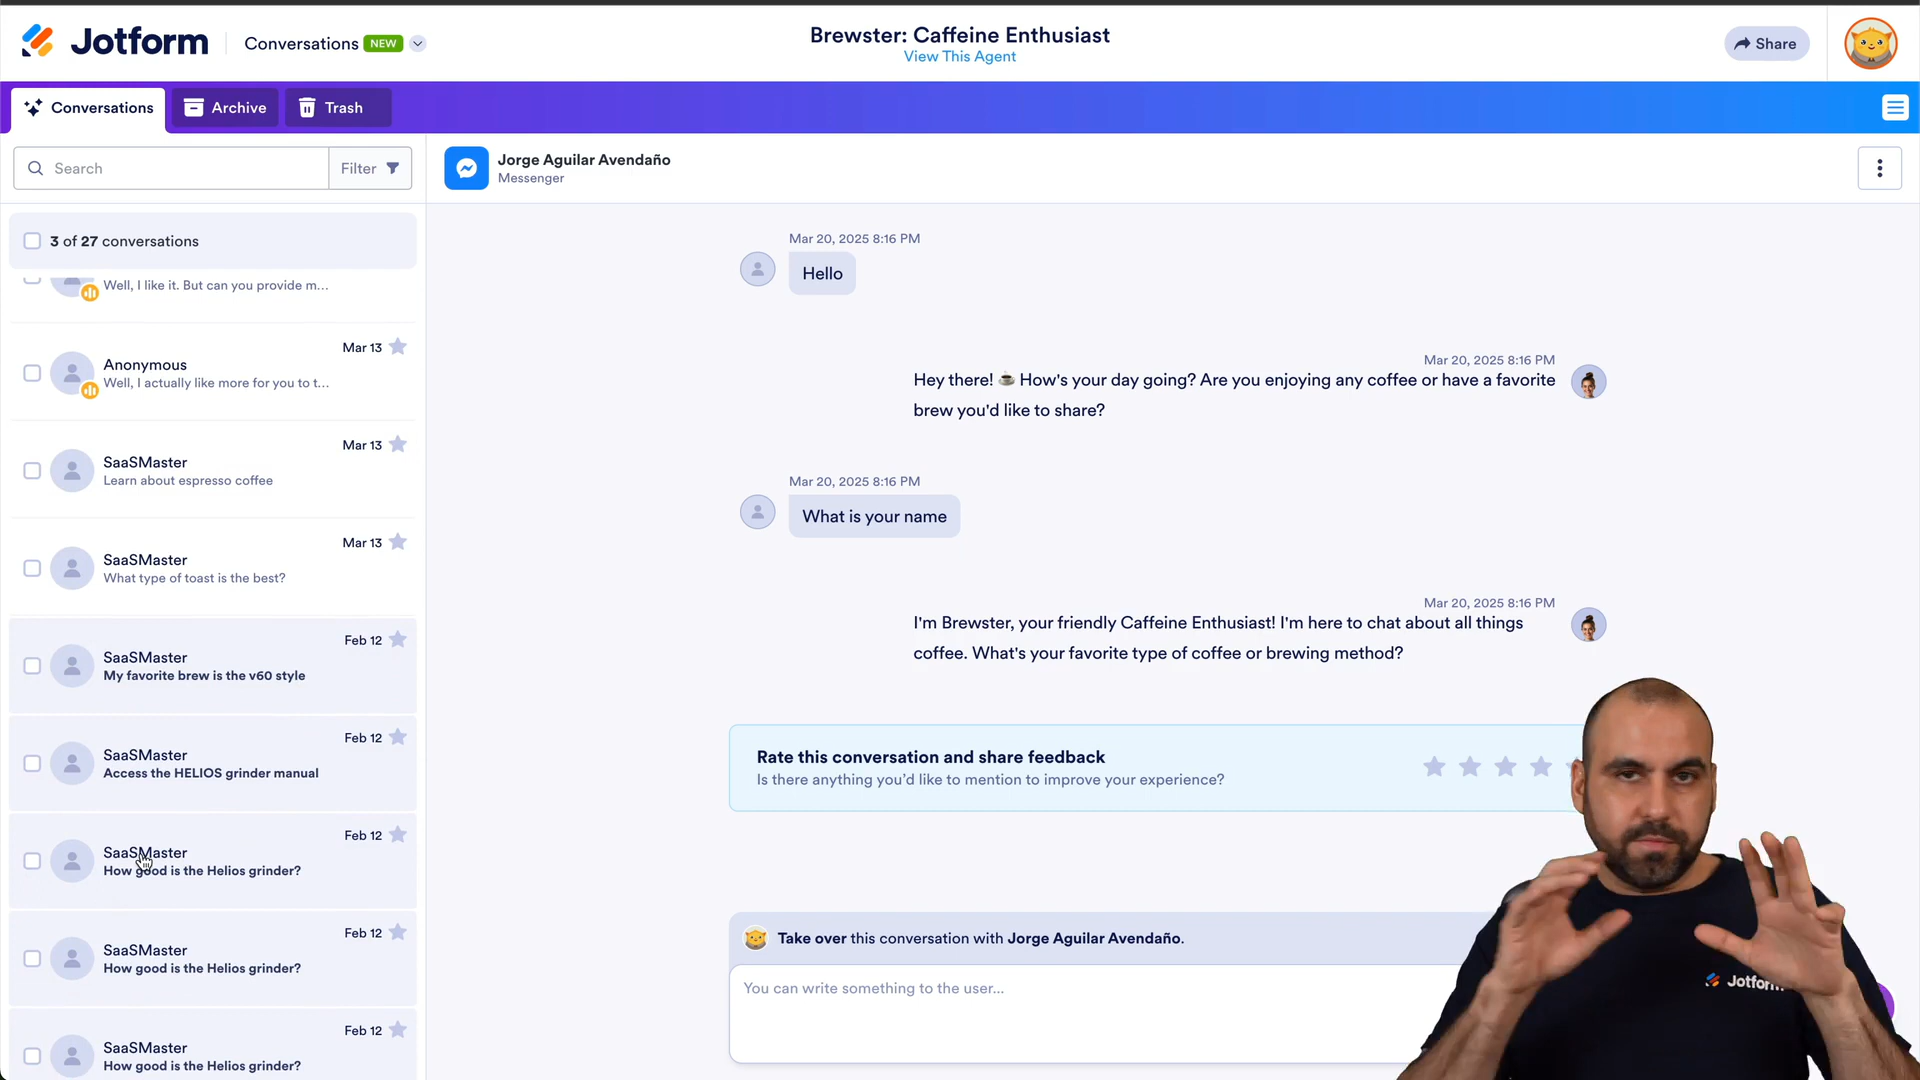 Jotform
Conversations NEW
Brewster: Caffeine Enthusiast
View This Agent
Share
Conversations
Archive
Trash
Search
Filter
Jorge Aguilar Avendaño
Messenger
3 of 27 conversations
Well, I like it. But can you provide m...
Mar 13
Anonymous
Well, I actually like more for you to t...
Mar 13
SaaSMaster
Learn about espresso coffee
Mar 13
SaaSMaster
What type of toast is the best?
Feb 12
SaaSMaster
My favorite brew is the v60 style
Feb 12
SaaSMaster
Access the HELIOS grinder manual
Feb 12
SaaSMaster
How good is the Helios grinder?
Feb 12
SaaSMaster
How good is the Helios grinder?
Feb 12
SaaSMaster
How good is the Helios grinder?
Mar 20, 2025 8:16 PM
Hello
Mar 20, 2025 8:16 PM
Hey there! ☕ How's your day going? Are you enjoying any coffee or have a favorite
brew you'd like to share?
Mar 20, 2025 8:16 PM
What is your name
Mar 20, 2025 8:16 PM
I'm Brewster, your friendly Caffeine Enthusiast! I'm here to chat about all things
coffee. What's your favorite type of coffee or brewing method?
Rate this conversation and share feedback
Is there anything you'd like to mention to improve your experience?
Take over this conversation with Jorge Aguilar Avendaño.
You can write something to the user...
Jotform